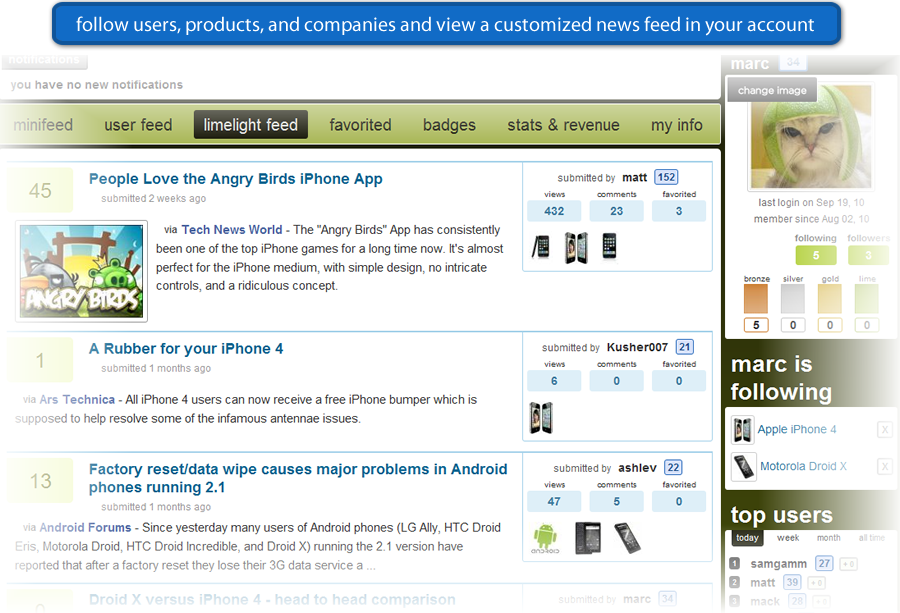 follow users, products, and companies and view a customized news feed in your account
notifications
you have no new notifications
minifeed user feed limelight feed favorited badges stats & revenue my info
45
People Love the Angry Birds iPhone App
submitted 2 weeks ago
ANGRY BIRDS
via Tech News World - The "Angry Birds" App has consistently
been one of the top iPhone games for a long time now. It's almost
perfect for the iPhone medium, with simple design, no intricate
controls, and a ridiculous concept.
submitted by matt 152
views comments favorited
432 23 3
1
A Rubber for your iPhone 4
submitted 1 months ago
via Ars Technica - All iPhone 4 users can now receive a free iPhone bumper which is
supposed to help resolve some of the infamous antennae issues.
submitted by Kusher007 21
views comments favorited
6 0 0
13
Factory reset/data wipe causes major problems in Android
phones running 2.1
submitted 1 months ago
via Android Forums - Since yesterday many users of Android phones (LG Ally, HTC Droid
Eris, Motorola Droid, HTC Droid Incredible, and Droid X) running the 2.1 version have
reported that after a factory reset they lose their 3G data service a ...
submitted by ashlev 22
views comments favorited
47 5 0
android
Droid X versus iPhone 4 - head to head comparison
submitted by marc 34
marc 34
change image
last login on Sep 19, 10
member since Aug 02, 10
following followers
5 3
bronze silver gold lime
5 0 0 0
marc is
following
Apple iPhone 4 X
Motorola Droid X X
top users
today week month all time
1 samgamm 27 + 0
2 matt 39 + 0
3 mack 28 + 0